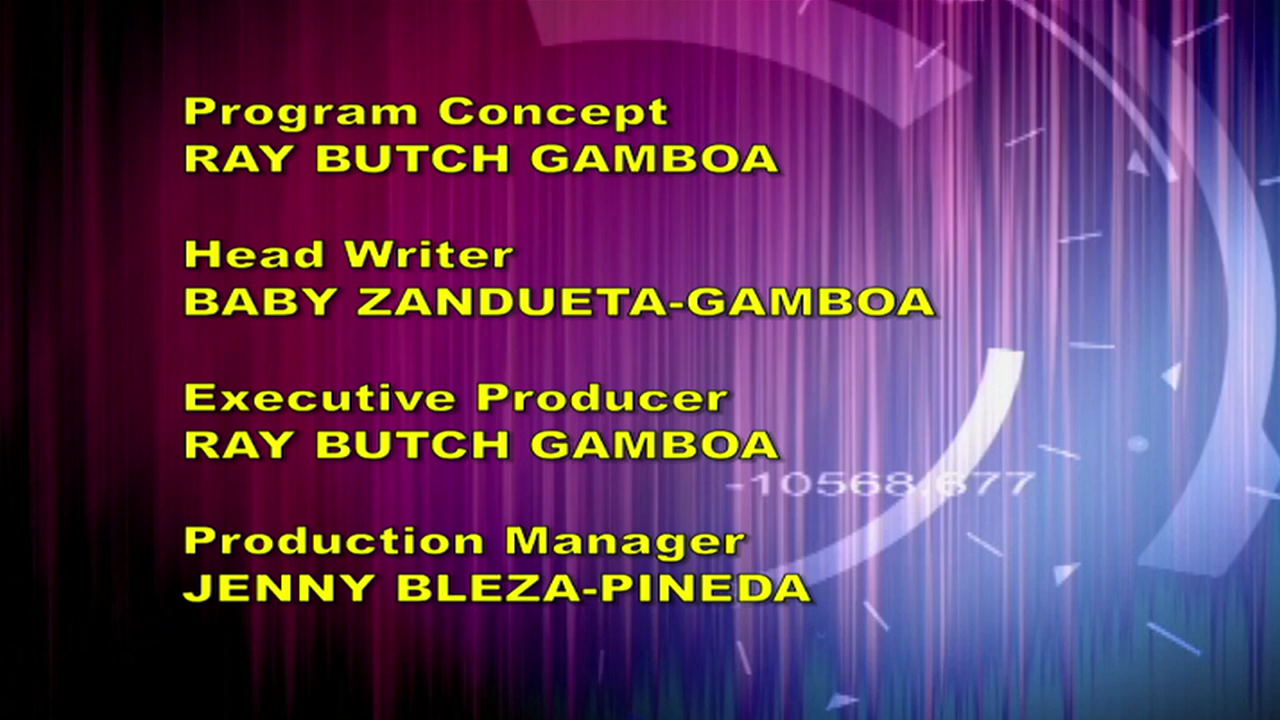 Program Concept
RAY BUTCH GAMBOA
Head Writer
BABY ZANDUETA-GAMBOA
Executive Producer
RAY BUTCH GAMBOA
-10568.677
Production Manager
JENNY BLEZA-PINEDA